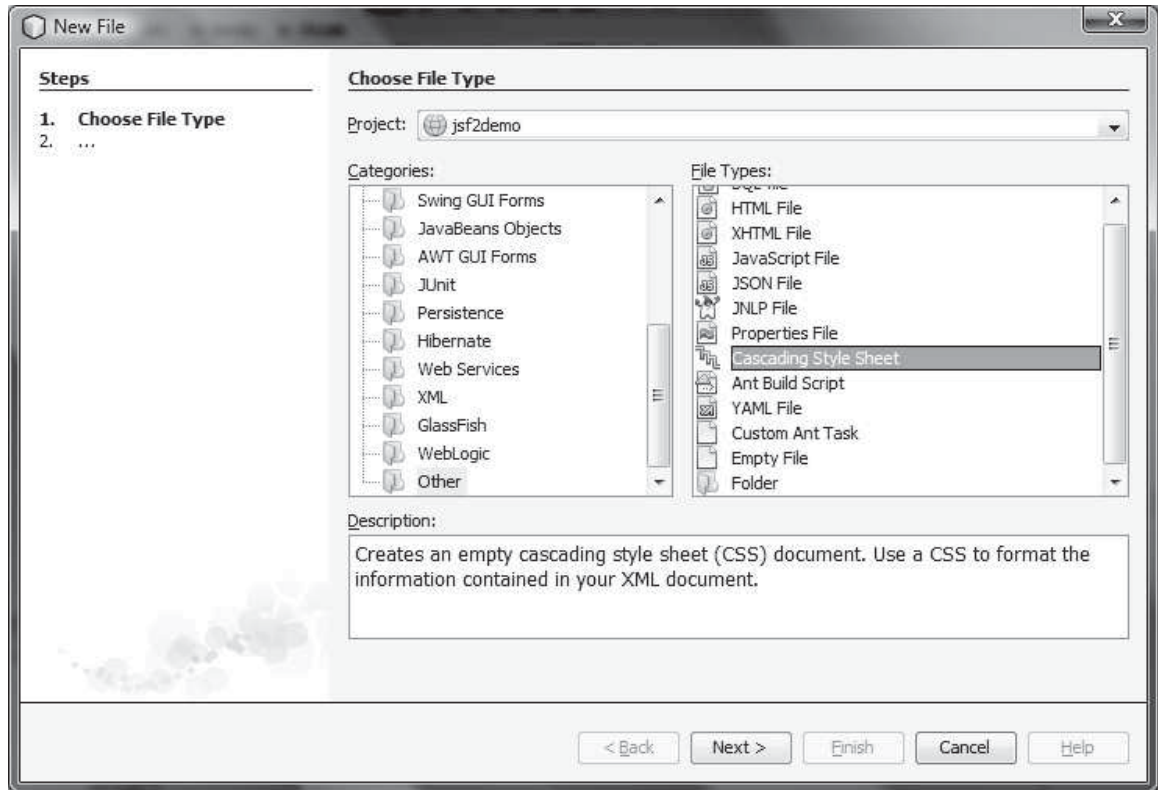 New File
Steps
1. Choose File Type
2. ...
Choose File Type
Project: jsf2demo
Categories:
Swing GUI Forms
JavaBeans Objects
AWT GUI Forms
JUnit
Persistence
Hibernate
Web Services
XML
GlassFish
WebLogic
Other
File Types:
HTML File
XHTML File
JavaScript File
JSON File
JNLP File
Properties File
Cascading Style Sheet
Ant Build Script
YAML File
Custom Ant Task
Empty File
Folder
Description:
Creates an empty cascading style sheet (CSS) document. Use a CSS to format the
information contained in your XML document.
< Back Next > Finish Cancel Help